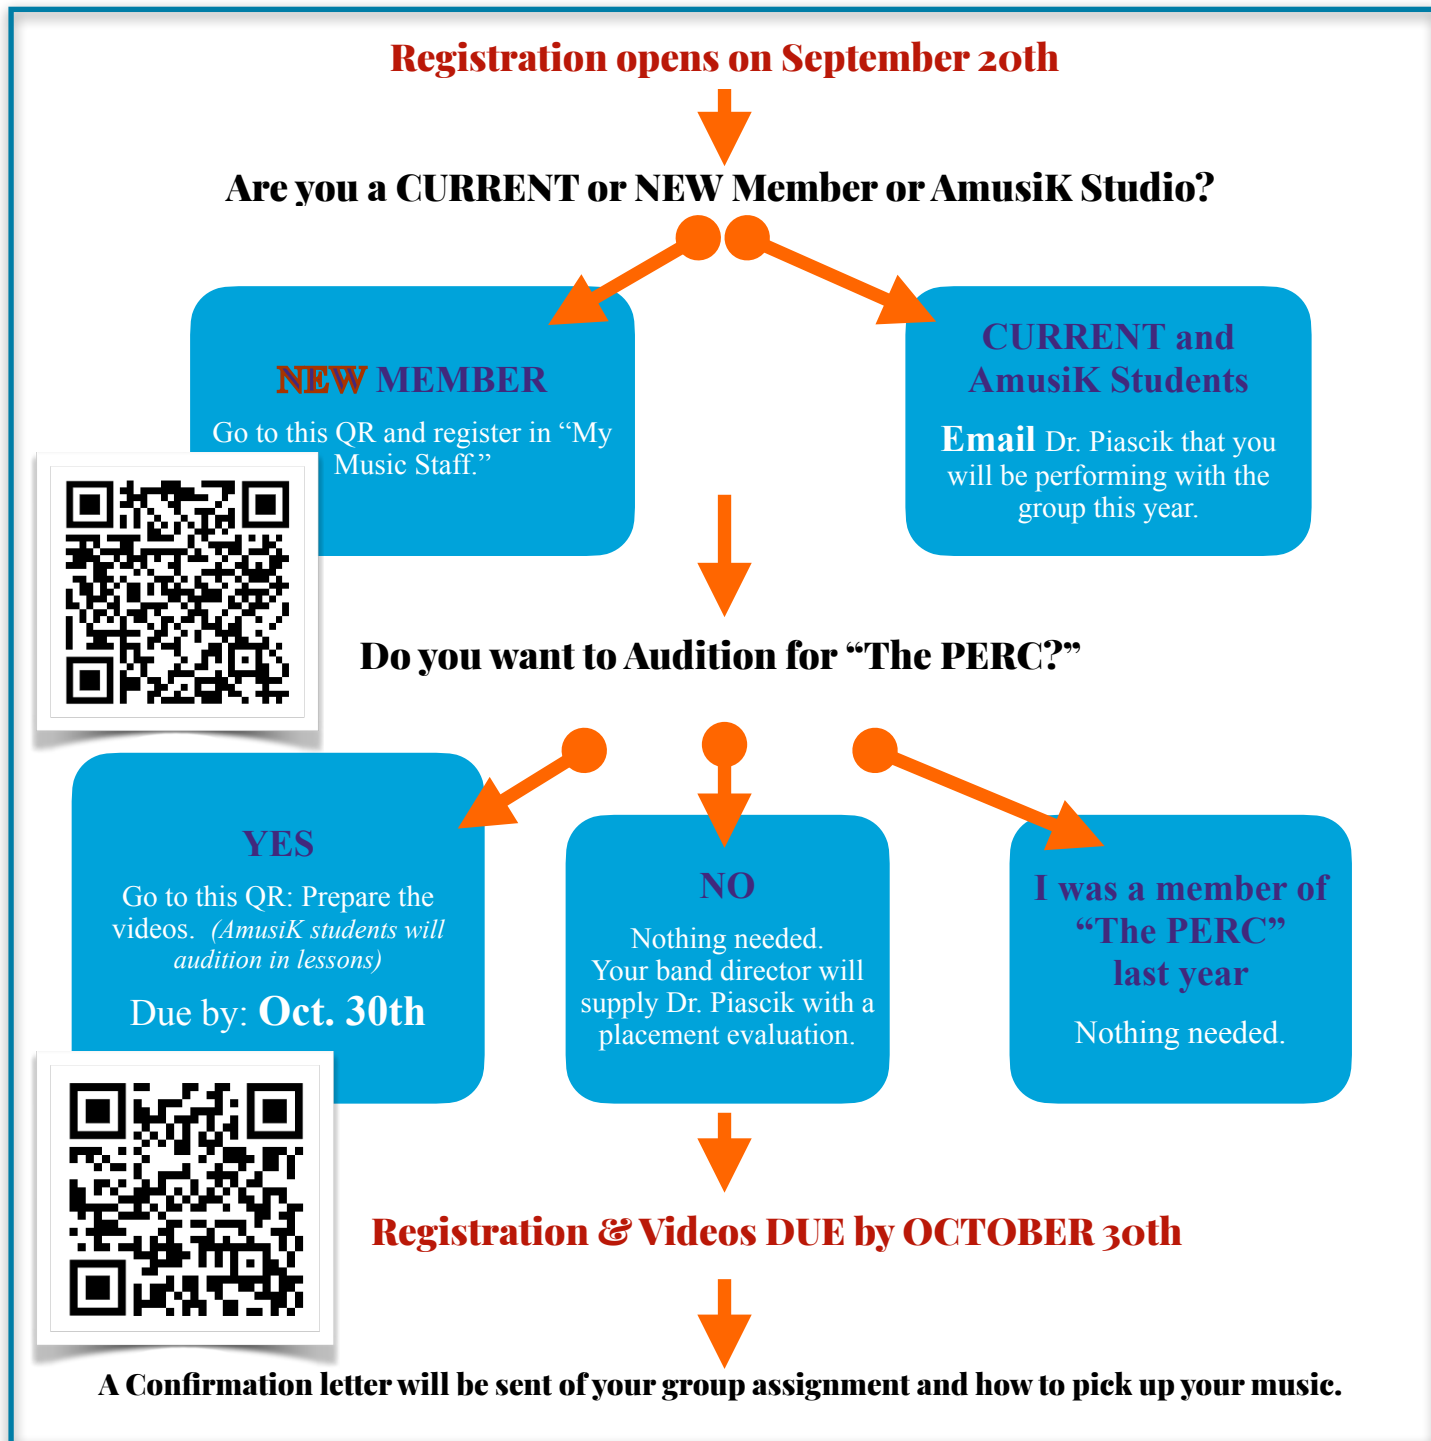 Registration opens on September 20th
Are you a CURRENT or NEW Member or AmusiK Studio?
NEW MEMBER
Go to this QR and register in “My
Music Staff.”
CURRENT and
AmusiK Students
Email Dr. Piascik that you
will be performing with the
group this year.
Do you want to Audition for “The PERC?”
YES
Go to this QR: Prepare the
videos. (AmusiK students will
audition in lessons)
Due by: Oct. 30th
NO
Nothing needed.
Your band director will
supply Dr. Piascik with a
placement evaluation.
I was a member of
“The PERC”
last year
Nothing needed.
Registration & Videos DUE by OCTOBER 30th
A Confirmation letter will be sent of your group assignment and how to pick up your music.